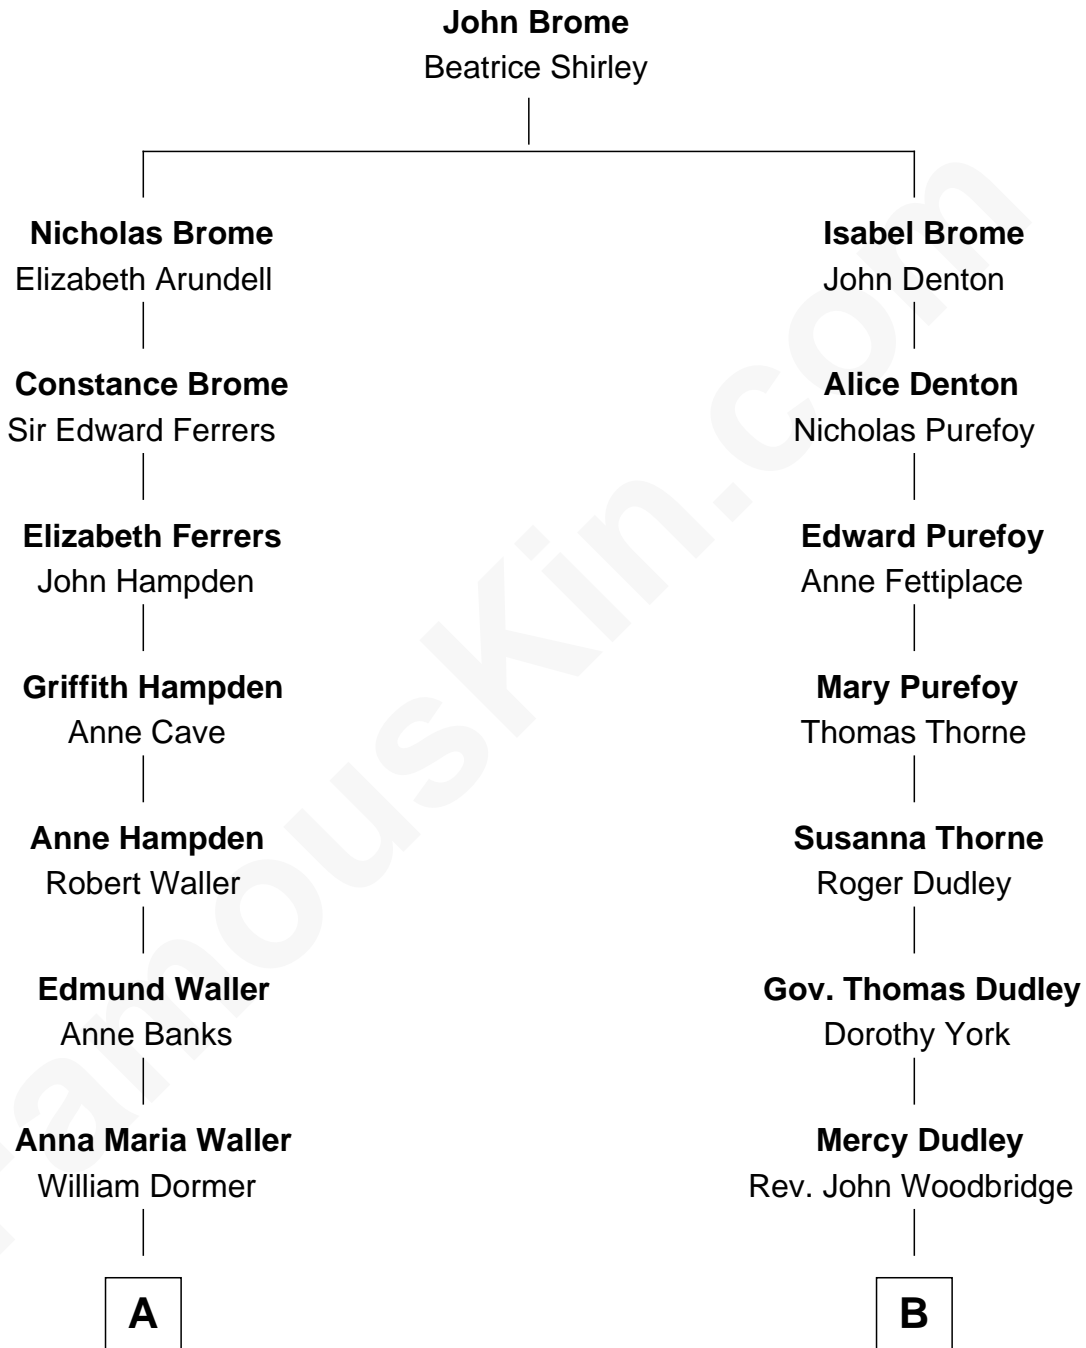 John Brome
Beatrice Shirley
Nicholas Brome
Elizabeth Arundell
Constance Brome
Sir Edward Ferrers
Elizabeth Ferrers
John Hampden
Griffith Hampden
Anne Cave
Anne Hampden
Robert Waller
Edmund Waller
Anne Banks
Anna Maria Waller
William Dormer
A
Isabel Brome
John Denton
Alice Denton
Nicholas Purefoy
Edward Purefoy
Anne Fettiplace
Mary Purefoy
Thomas Thorne
Susanna Thorne
Roger Dudley
Gov. Thomas Dudley
Dorothy York
Mercy Dudley
Rev. John Woodbridge
B
FamousKin.com